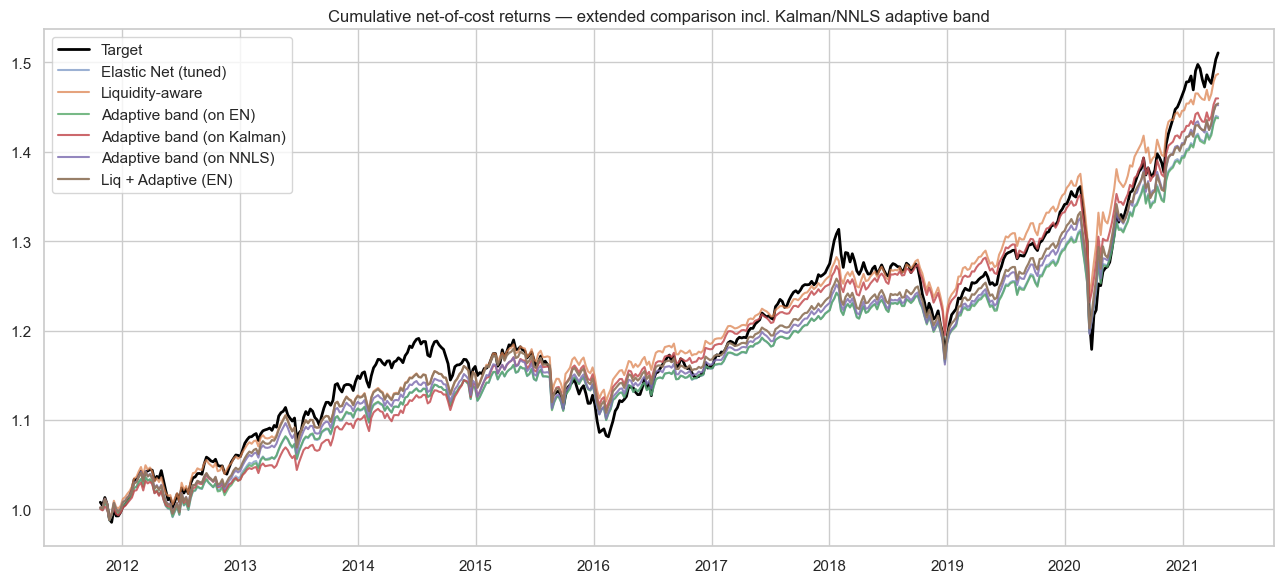 Cumulative net-of-cost returns — extended comparison incl. Kalman/NNLS adaptive band
Target
Elastic Net (tuned)
Liquidity-aware
Adaptive band (on EN)
Adaptive band (on Kalman)
Adaptive band (on NNLS)
Liq + Adaptive (EN)
1.5
1.4
1.3
1.2
1.1
1.0
2012 2013 2014 2015 2016 2017 2018 2019 2020 2021